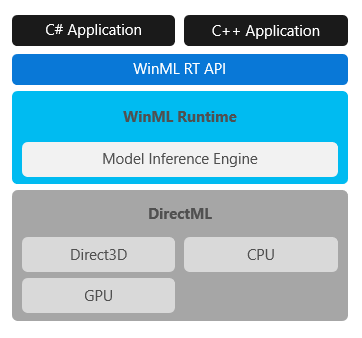 C# Application
C++ Application
WinML RT API
WinML Runtime
Model Inference Engine
DirectML
Direct3D
CPU
GPU